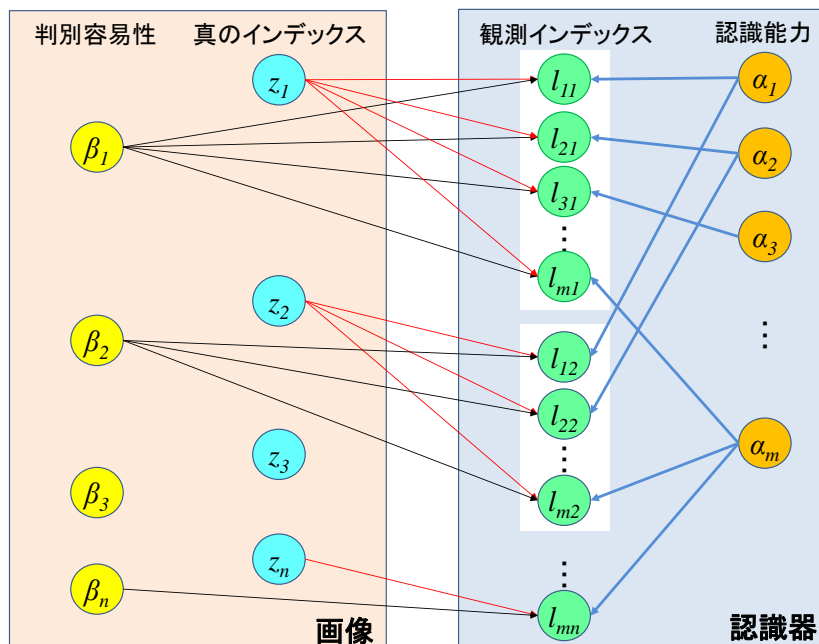 判別容易性 真のインデックス 観測インデックス 認識能力
z1 l11 α1
β1 l21 α2
l31 α3
⋮
lm1
z2
β2 l12 ⋮
l22
z3 ⋮ αm
β3 lm2
zn ⋮
βn lmn
画像 認識器